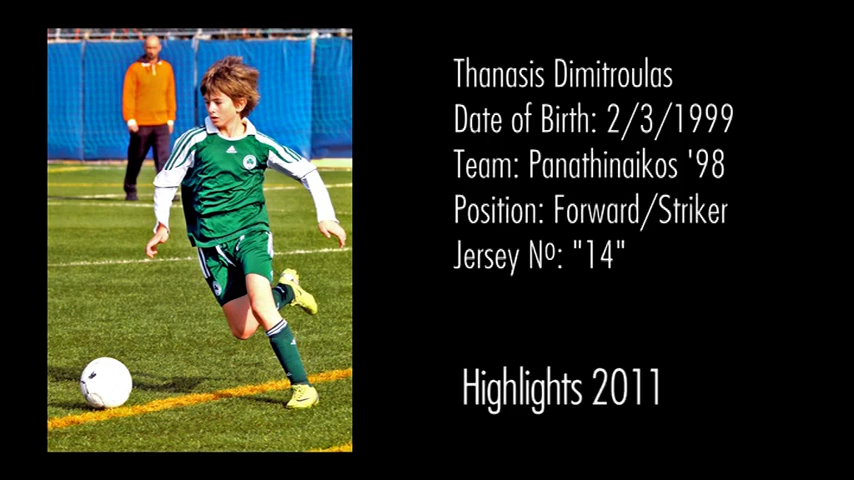 Thanasis Dimitroulas
Date of Birth: 2/3/1999
Team: Panathinaikos '98
Position: Forward/Striker
Jersey Nº: "14"
Highlights 2011